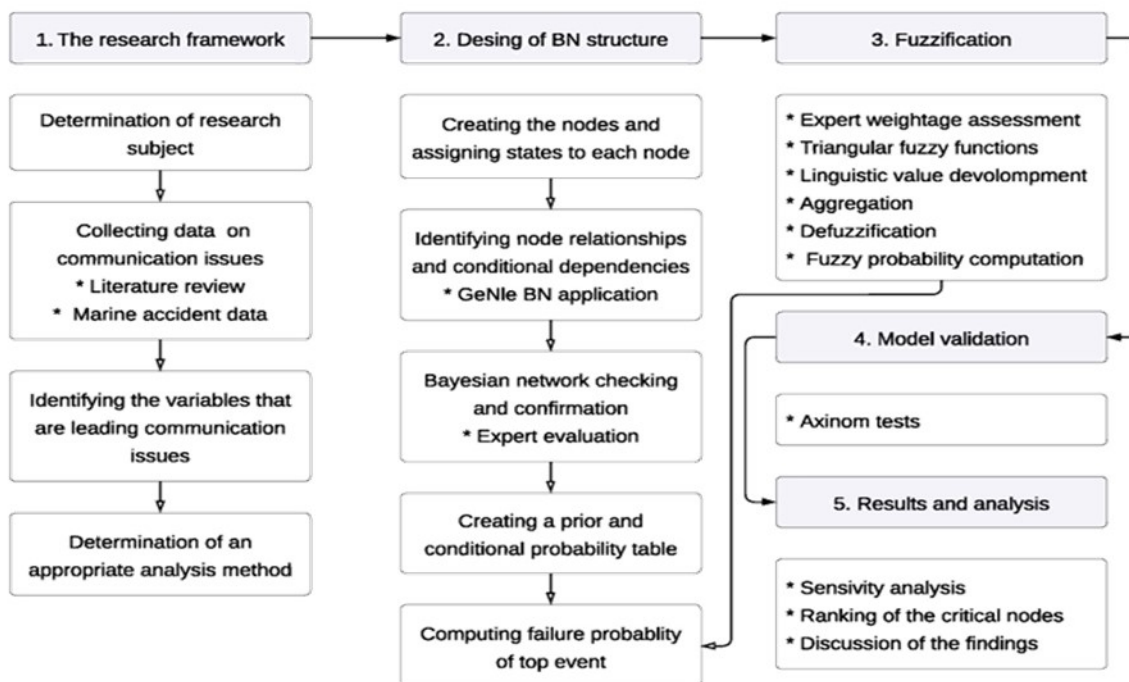 1. The research framework
Determination of research
subject
Collecting data on
communication issues
* Literature review
* Marine accident data
Identifying the variables that
are leading communication
issues
Determination of an
appropriate analysis method
2. Desing of BN structure
Creating the nodes and
assigning states to each node
Identifying node relationships
and conditional dependencies
* GeNIe BN application
Bayesian network checking
and confirmation
* Expert evaluation
Creating a prior and
conditional probability table
Computing failure probablity
of top event
3. Fuzzification
* Expert weightage assessment
* Triangular fuzzy functions
* Linguistic value devolompment
* Aggregation
* Defuzzification
* Fuzzy probability computation
4. Model validation
* Axinom tests
5. Results and analysis
* Sensivity analysis
* Ranking of the critical nodes
* Discussion of the findings